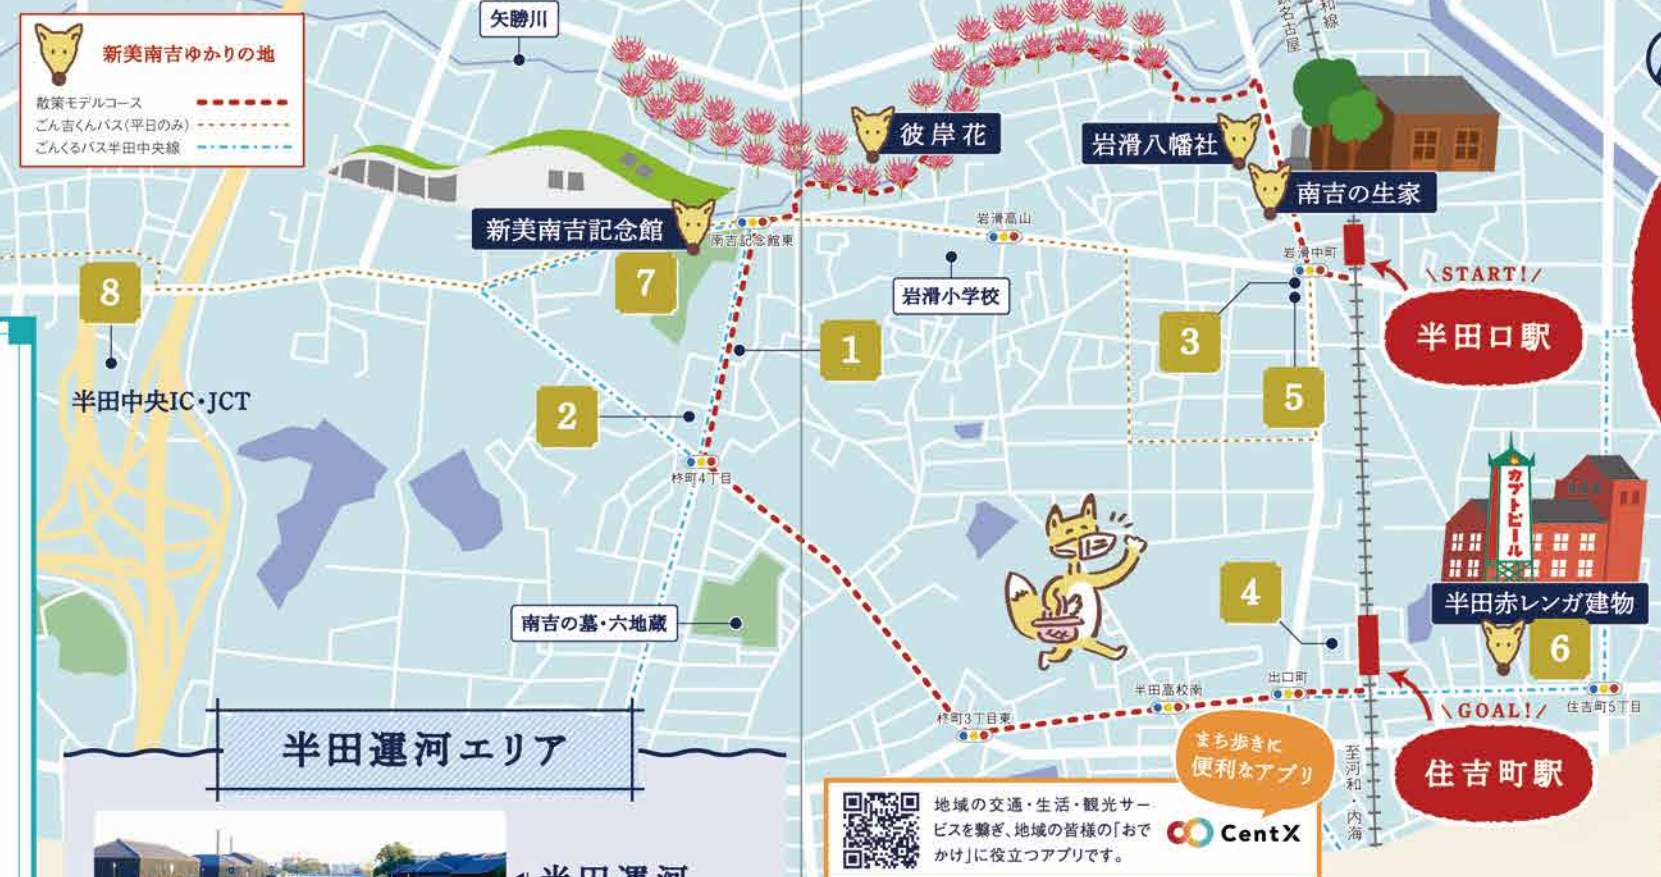 矢勝川
新美南吉ゆかりの地
散策モデルコース
ごん吉くんバス(平日のみ)
ごんくるバス半田中央線
彼岸花
岩滑八幡社
南吉の生家
新美南吉記念館
南吉記念館東
岩滑高山
岩滑中町
岩滑小学校
START!
半田口駅
7
8
半田中央IC・JCT
1
2
3
5
柊町4丁目
南吉の墓・六地蔵
カブトビール
半田赤レンガ建物
4
6
出口町
半田高校南
柊町3丁目東
住吉町5丁目
GOAL!
住吉町駅
至河和・内海
半田運河エリア
まち歩きに
便利なアプリ
地域の交通・生活・観光サー
ビスを繋ぎ、地域の皆様の「おで
かけ」に役立つアプリです。
CentX
半田運河